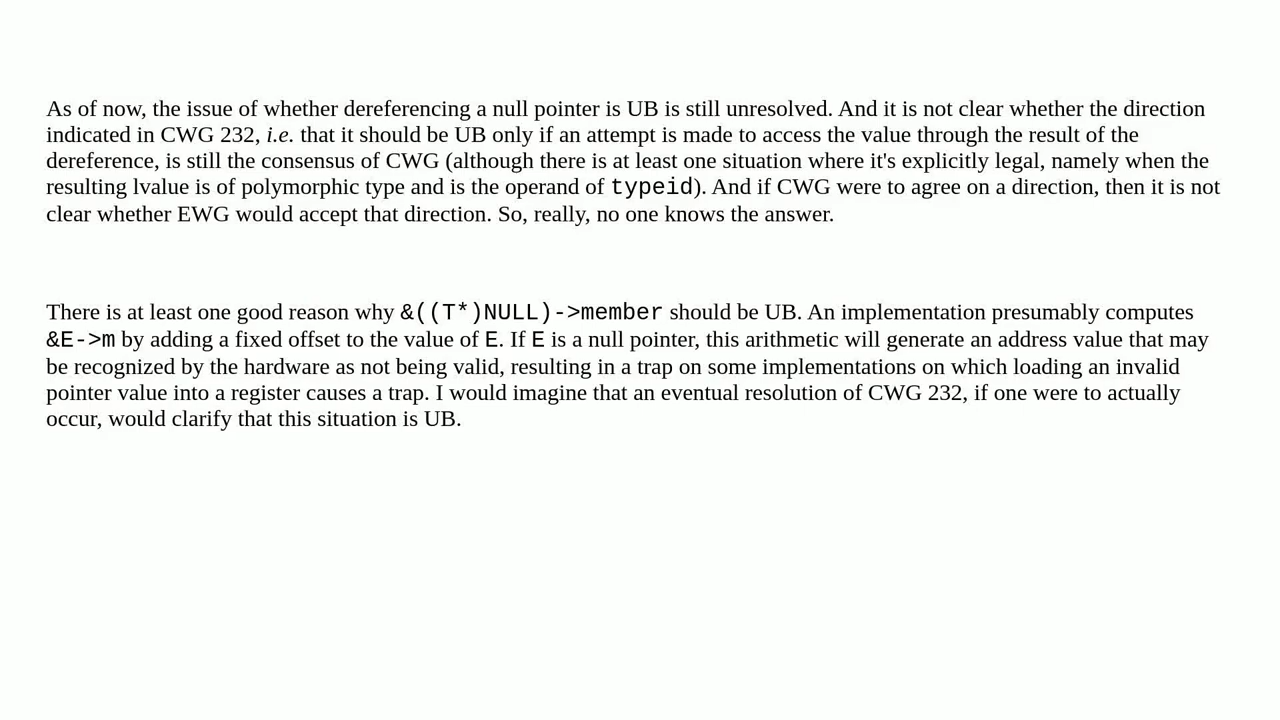 As of now, the issue of whether dereferencing a null pointer is UB is still unresolved. And it is not clear whether the direction
indicated in CWG 232, i.e. that it should be UB only if an attempt is made to access the value through the result of the
dereference, is still the consensus of CWG (although there is at least one situation where it's explicitly legal, namely when the
resulting lvalue is of polymorphic type and is the operand of typeid). And if CWG were to agree on a direction, then it is not
clear whether EWG would accept that direction. So, really, no one knows the answer.
There is at least one good reason why &((T*)NULL)->member should be UB. An implementation presumably computes
&E->m by adding a fixed offset to the value of E. If E is a null pointer, this arithmetic will generate an address value that may
be recognized by the hardware as not being valid, resulting in a trap on some implementations on which loading an invalid
pointer value into a register causes a trap. I would imagine that an eventual resolution of CWG 232, if one were to actually
occur, would clarify that this situation is UB.